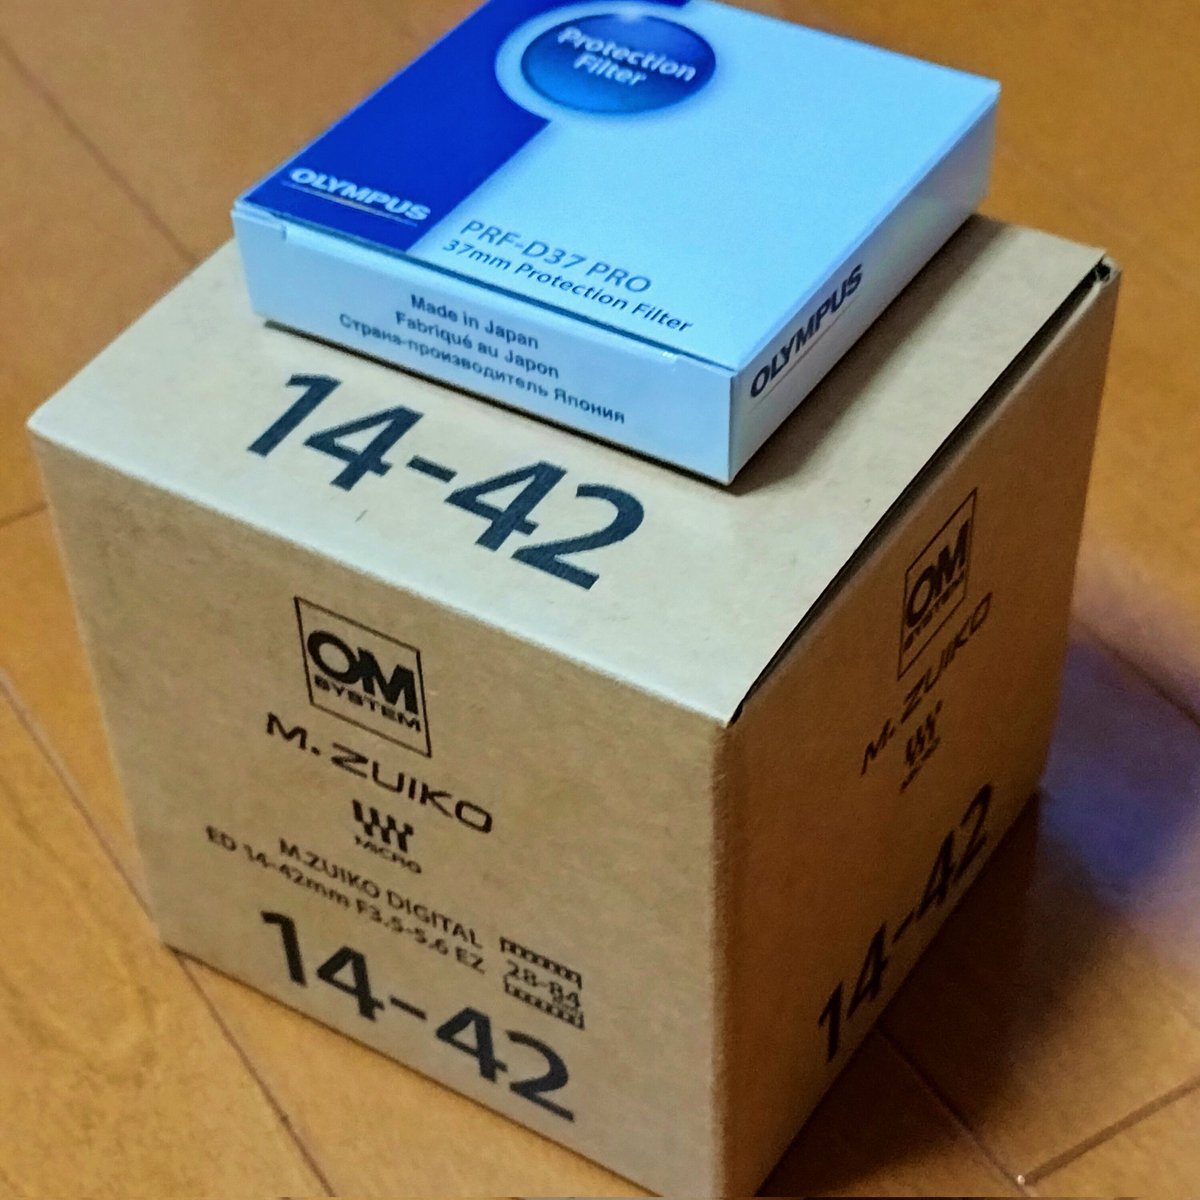 Protection
Filter
OLYMPUS
PRF-D37 PRO
37mm Protection Filter
OLYMPUS
Made in Japan
Fabriqué au Japon
Страна-производитель Япония
14-42
OM
SYSTEM
M. ZUIKO
MICRO
M.ZUIKO DIGITAL
ED 14-42mm F3.5-5.6 EZ
28-84
14-42
OM
SYSTEM
M. ZUIKO
14-42